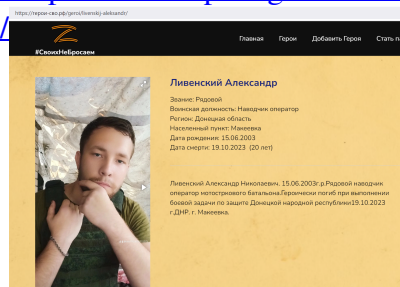 https://герои-сво.рф/geroi/livenskij-aleksandr/
#СвоихНеБросаем
Главная Герои Добавить Героя Стать
Ливенский Александр
Звание: Рядовой
Воинская должность: Наводчик оператор
Регион: Донецкая область
Населенный пункт: Макеевка
Дата рождения: 15.06.2003
Дата смерти: 19.10.2023 (20 лет)
Ливенский Александр Николаевич, 15.06.2003г.р.Рядовой наводчик
оператор мотосткового батальона.Героически погиб при выполнении
боевой задачи по защите Донецкой народной республики19.10.2023
г.ДНР. г. Макеевка.